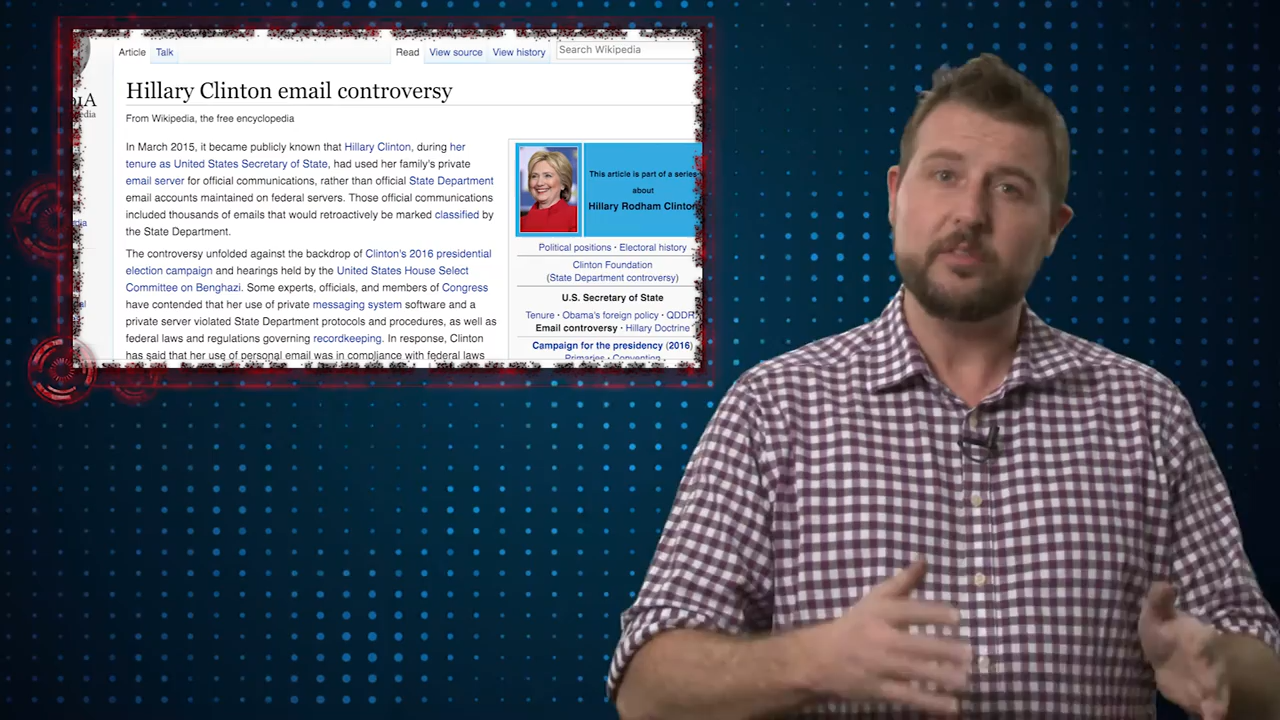 Article Talk Read View source View history Search Wikipedia
Hillary Clinton email controversy
From Wikipedia, the free encyclopedia
In March 2015, it became publicly known that Hillary Clinton, during her
tenure as United States Secretary of State, had used her family's private
email server for official communications, rather than official State Department
email accounts maintained on federal servers. Those official communications
included thousands of emails that would retroactively be marked classified by
the State Department.
The controversy unfolded against the backdrop of Clinton's 2016 presidential
election campaign and hearings held by the United States House Select
Committee on Benghazi. Some experts, officials, and members of Congress
have contended that her use of private messaging system software and a
private server violated State Department protocols and procedures, as well as
federal laws and regulations governing recordkeeping. In response, Clinton
has said that her use of personal email was in compliance with federal laws
This article is part of a series
about
Hillary Rodham Clinton
Political positions · Electoral history ·
Clinton Foundation
(State Department controversy)
U.S. Secretary of State
Tenure · Obama's foreign policy · QDDR
Email controversy · Hillary Doctrine
Campaign for the presidency (2016)
Primaries · Convention